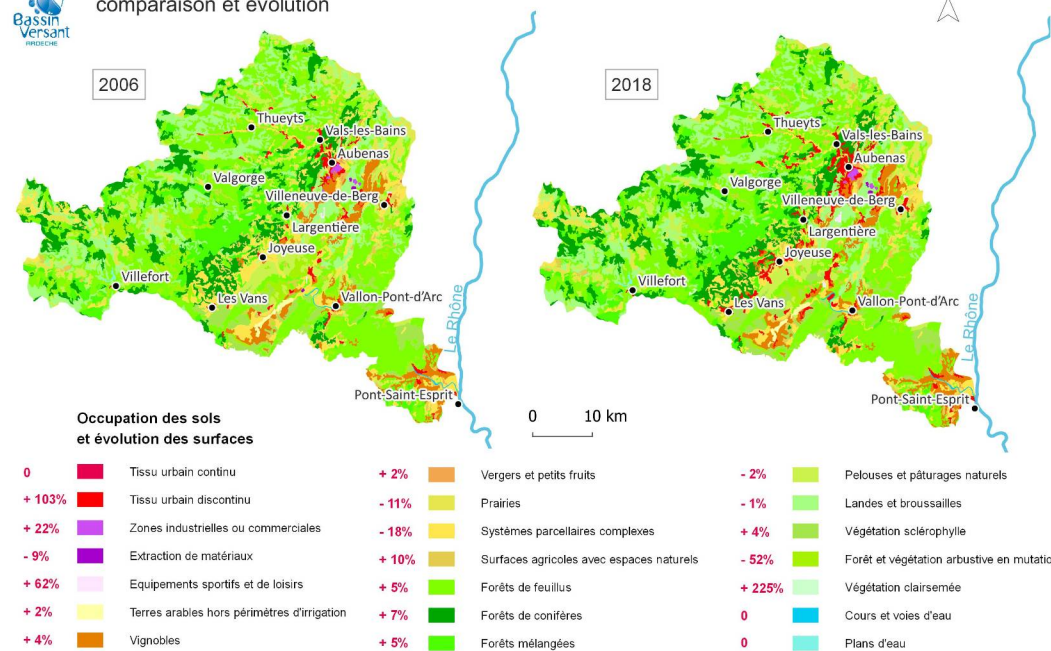 comparaison et évolution
Bassin
Versant
ARDECHE
2006
Thueyts
Vals-les-Bains
Aubenas
Valgorge
Villeneuve-de-Berg
Largentière
Joyeuse
Villefort
Les Vans
Vallon-Pont-d'Arc
Le Rhône
Pont-Saint-Esprit
2018
Thueyts
Vals-les-Bains
Aubenas
Valgorge
Villeneuve-de-Berg
Largentière
Joyeuse
Villefort
Les Vans
Vallon-Pont-d'Arc
Le Rhône
Pont-Saint-Esprit
0 10 km
Occupation des sols
et évolution des surfaces
0 Tissu urbain continu
+ 103% Tissu urbain discontinu
+ 22% Zones industrielles ou commerciales
- 9% Extraction de matériaux
+ 62% Equipements sportifs et de loisirs
+ 2% Terres arables hors périmètres d'irrigation
+ 4% Vignobles
+ 2% Vergers et petits fruits
- 11% Prairies
- 18% Systèmes parcellaires complexes
+ 10% Surfaces agricoles avec espaces naturels
+ 5% Forêts de feuillus
+ 7% Forêts de conifères
+ 5% Forêts mélangées
- 2% Pelouses et pâturages naturels
- 1% Landes et broussailles
+ 4% Végétation sclérophylle
- 52% Forêt et végétation arbustive en mutatio
+ 225% Végétation clairsemée
0 Cours et voies d'eau
0 Plans d'eau